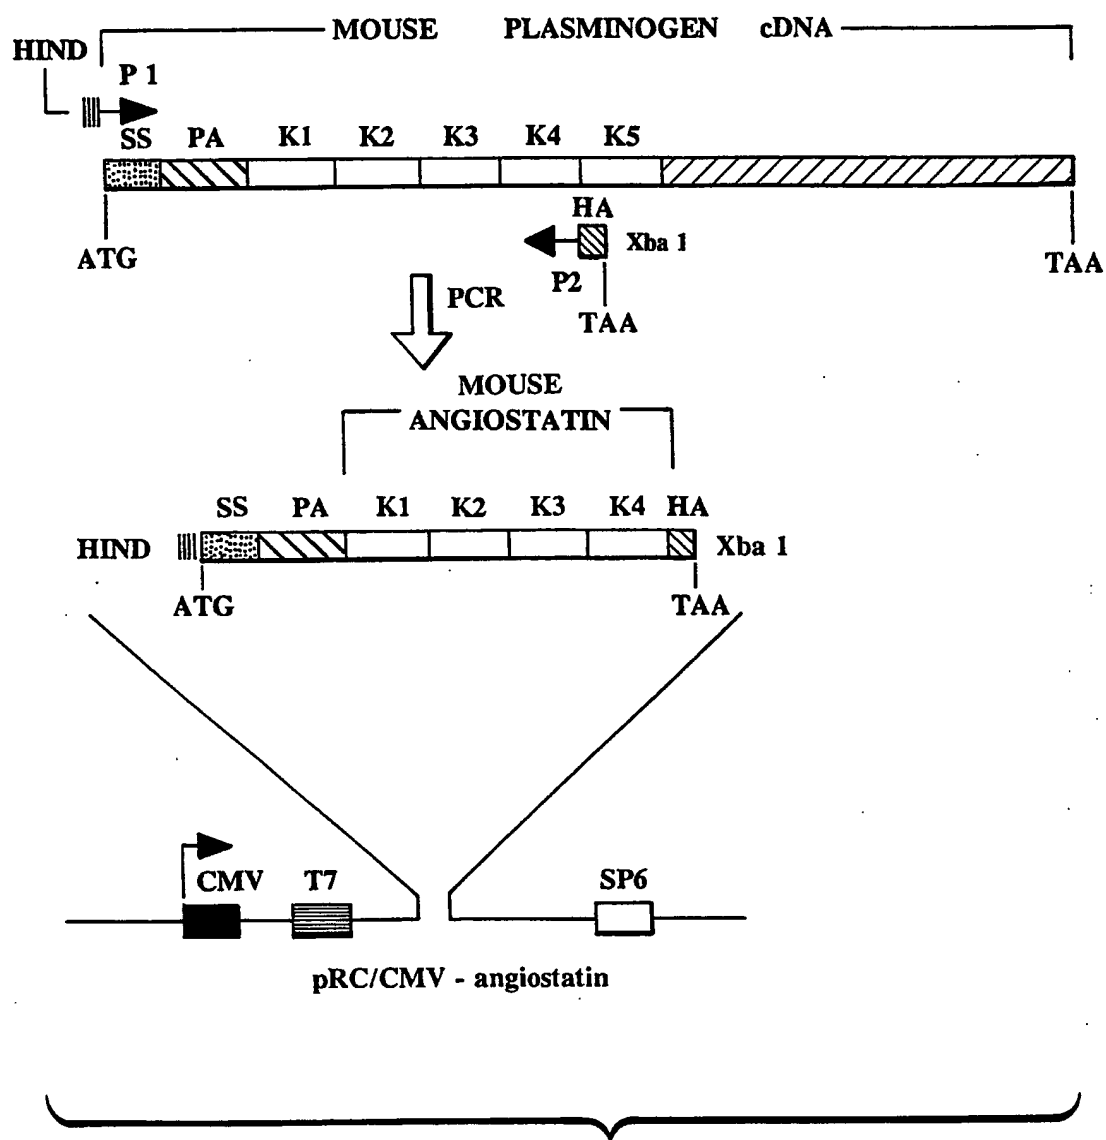 MOUSE PLASMINOGEN cDNA
HIND
P 1
SS PA K1 K2 K3 K4 K5
HA
Xba 1
ATG
P2
TAA
TAA
PCR
MOUSE
ANGIOSTATIN
SS PA K1 K2 K3 K4 HA
HIND
Xba 1
ATG
TAA
CMV T7 SP6
pRC/CMV - angiostatin